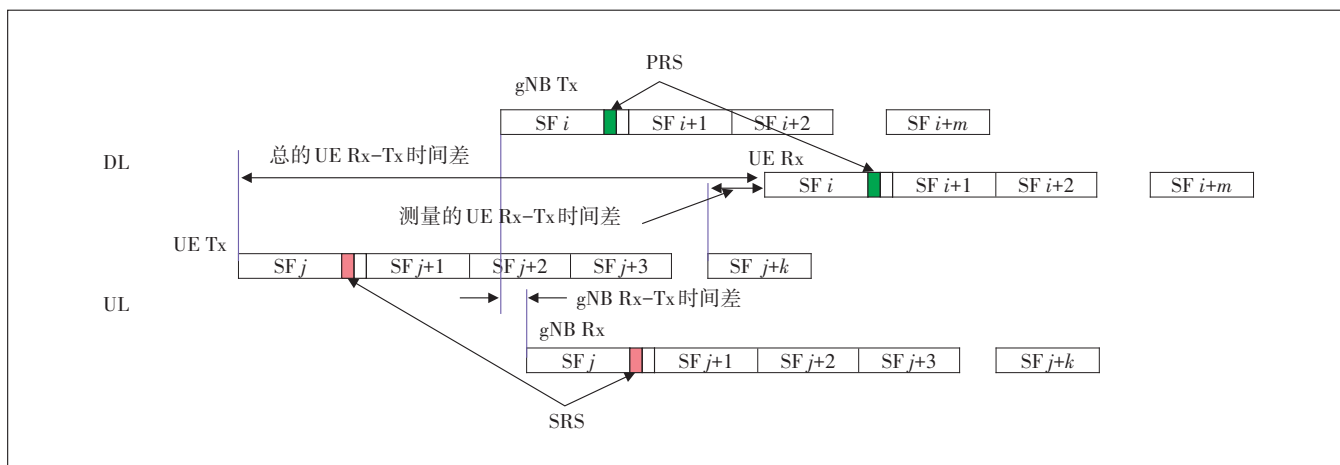 PRS
gNB Tx
SF i
SF i+1
SF i+2
SF i+m
DL
总的UE Rx-Tx时间差
UE Rx
SF i
SF i+1
SF i+2
SF i+m
测量的UE Rx-Tx时间差
UE Tx
SF j
SF j+1
SF j+2
SF j+3
SF j+k
UL
gNB Rx-Tx时间差
gNB Rx
SF j
SF j+1
SF j+2
SF j+3
SF j+k
SRS